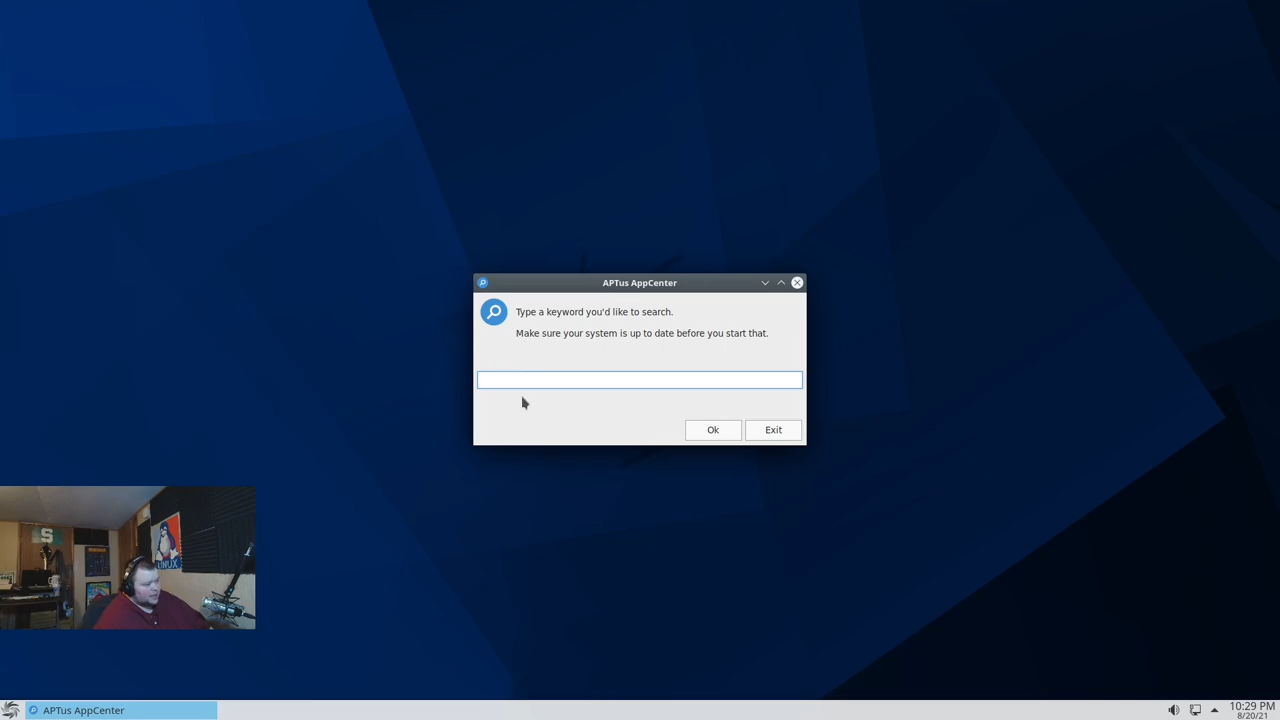 APTus AppCenter
Type a keyword you'd like to search.
Make sure your system is up to date before you start that.
Ok
Exit
S
LINUX
APTus AppCenter
10:29 PM
8/20/21